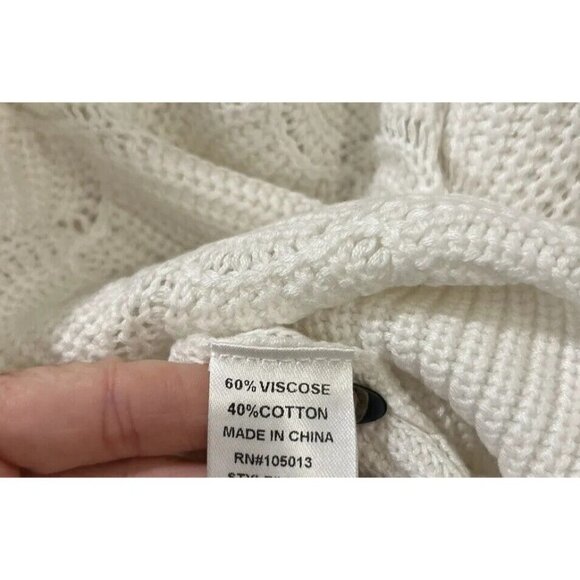 60% VISCOSE
40%COTTON
MADE IN CHINA
RN#105013